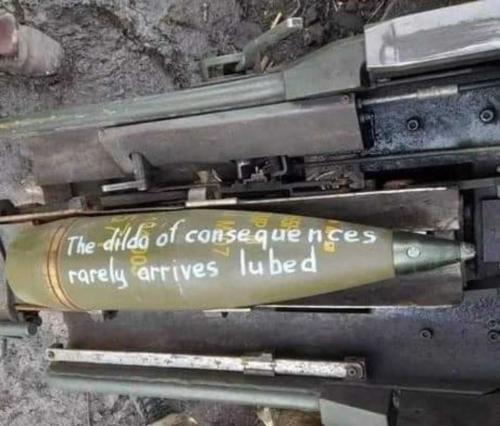 The dildo of consequences
rarely arrives lubed